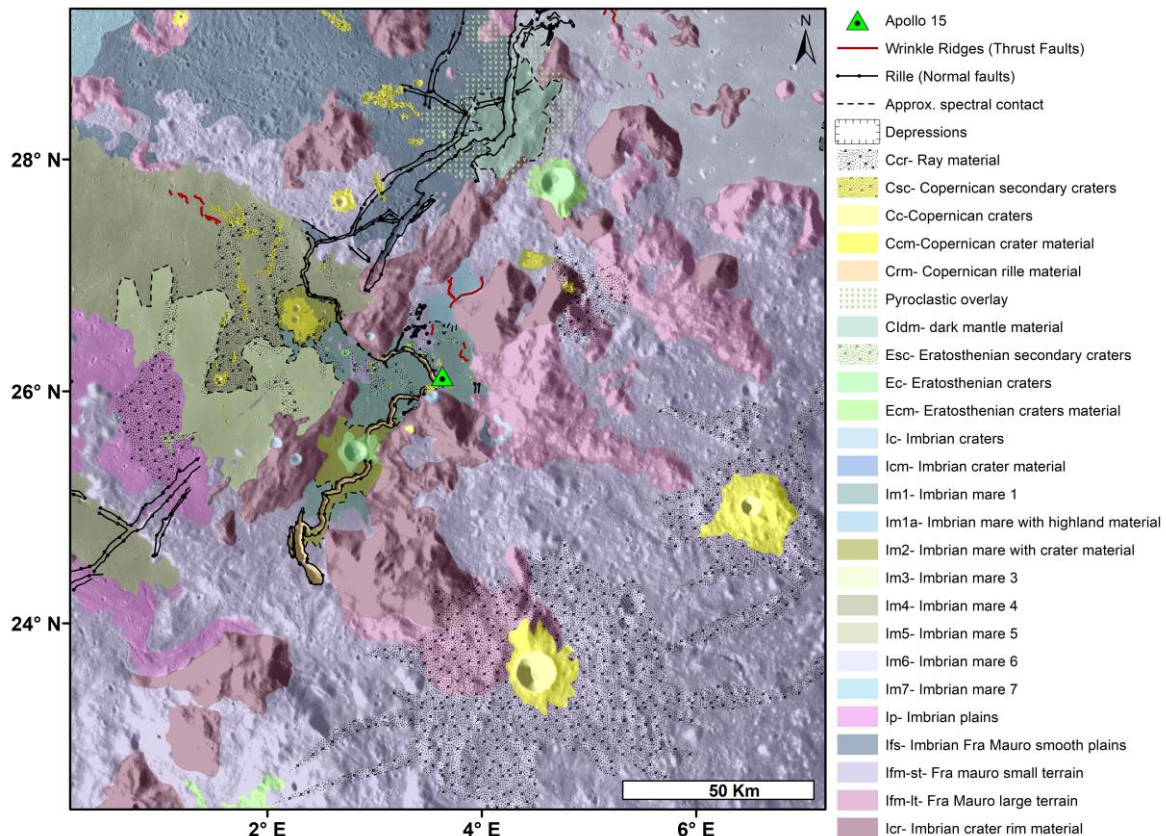 N
Apollo 15
Wrinkle Ridges (Thrust Faults)
Rille (Normal faults)
Approx. spectral contact
Depressions
Ccr- Ray material
Csc- Copernican secondary craters
Cc-Copernican craters
Ccm-Copernican crater material
Crm- Copernican rille material
Pyroclastic overlay
Cldm- dark mantle material
Esc- Eratosthenian secondary craters
Ec- Eratosthenian craters
Ecm- Eratosthenian craters material
Ic- Imbrian craters
Icm- Imbrian crater material
Im1- Imbrian mare 1
Im1a- Imbrian mare with highland material
Im2- Imbrian mare with crater material
Im3- Imbrian mare 3
Im4- Imbrian mare 4
Im5- Imbrian mare 5
Im6- Imbrian mare 6
Im7- Imbrian mare 7
Ip- Imbrian plains
Ifs- Imbrian Fra Mauro smooth plains
Ifm-st- Fra mauro small terrain
Ifm-lt- Fra Mauro large terrain
Icr- Imbrian crater rim material
28° N
26° N
24° N
50 Km
2° E
4° E
6° E